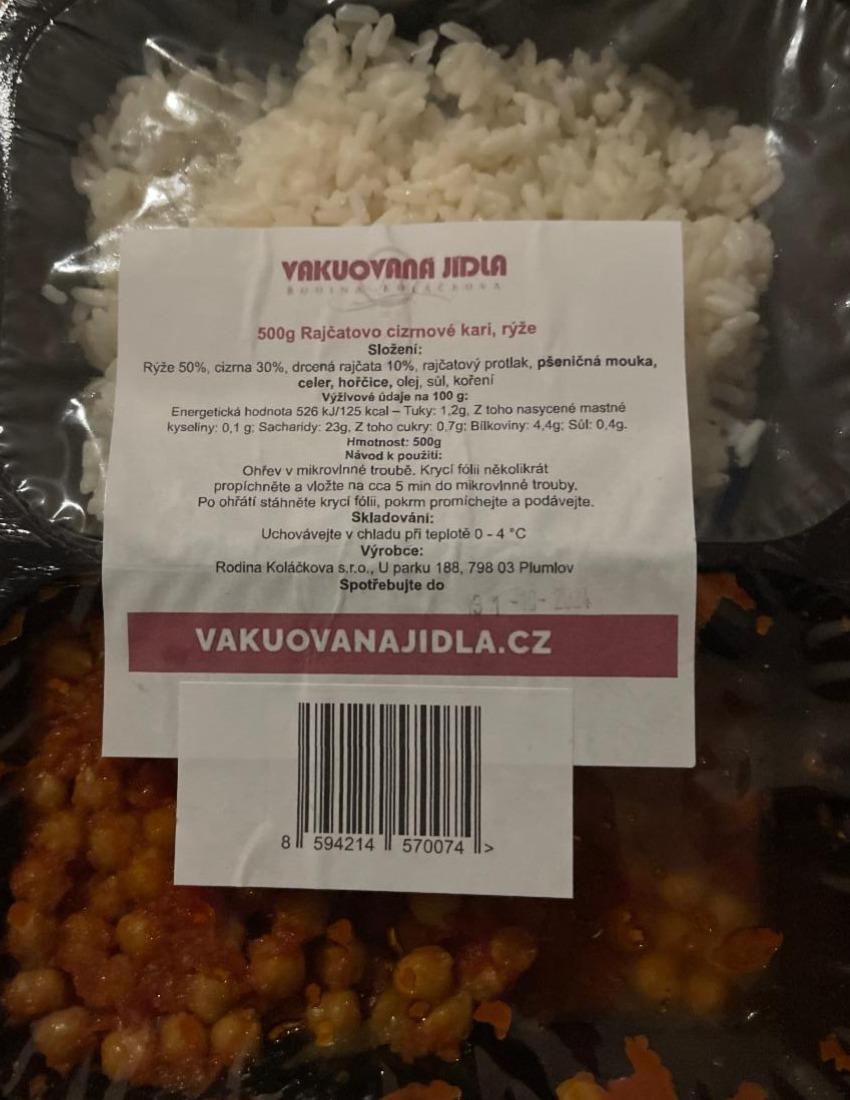 VAKUOVANÁ JÍDLA
RODINA KOLÁČKOVA
500g Rajčatovo cizrnové kari, rýže
Složení:
Rýže 50%, cizrna 30%, drcená rajčata 10%, rajčatový protlak, pšeničná mouka,
celer, hořčice, olej, sůl, koření
Výživové údaje na 100 g:
Energetická hodnota 526 kJ/125 kcal – Tuky: 1,2g, Z toho nasycené mastné
kyseliny: 0,1 g; Sacharidy: 23g, Z toho cukry: 0,7g; Bílkoviny: 4,4g; Sůl: 0,4g.
Hmotnost: 500g
Návod k použití:
Ohřev v mikrovlnné troubě. Krycí fólii několikrát
propíchněte a vložte na cca 5 min do mikrovlnné trouby.
Po ohřátí stáhněte krycí fólii, pokrm promíchejte a podávejte.
Skladování:
Uchovávejte v chladu při teplotě 0 - 4 °C
Výrobce:
Rodina Koláčkova s.r.o., U parku 188, 798 03 Plumlov
Spotřebujte do
VAKUOVANAJIDLA.CZ
8 594214 570074 >